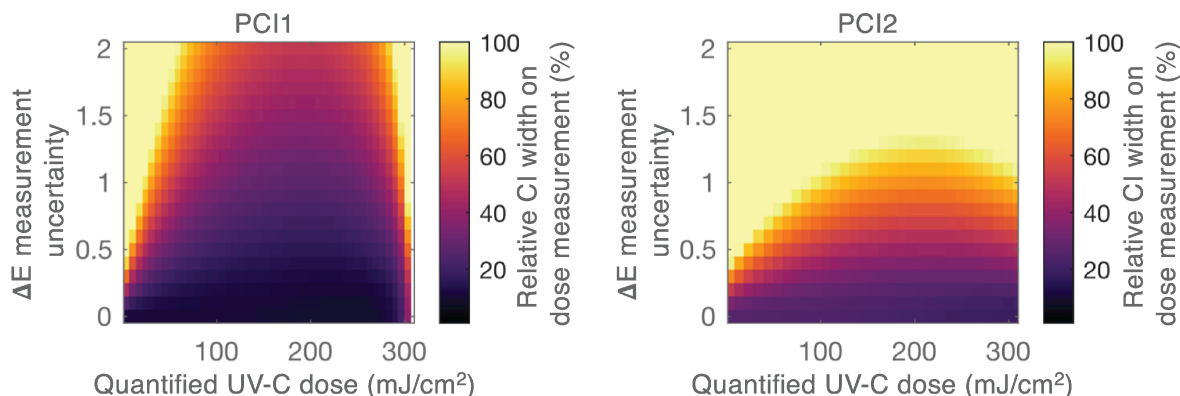 PCI1
2
1.5
1
0.5
0
100
200
300
ΔE measurement
uncertainty
Quantified UV-C dose (mJ/cm²)
100
80
60
40
20
Relative CI width on
dose measurement (%)
PCI2
2
1.5
1
0.5
0
100
200
300
ΔE measurement
uncertainty
Quantified UV-C dose (mJ/cm²)
100
80
60
40
20
Relative CI width on
dose measurement (%)